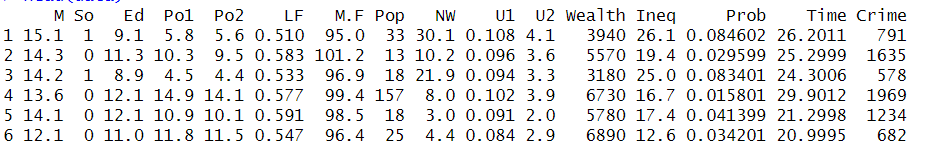 M So Ed Po1 Po2 LF M.F Pop NW U1 U2 Wealth Ineq Prob Time Crime
1 15.1 1 9.1 5.8 5.6 0.510 95.0 33 30.1 0.108 4.1 3940 26.1 0.084602 26.2011 791
2 14.3 0 11.3 10.3 9.5 0.583 101.2 13 10.2 0.096 3.6 5570 19.4 0.029599 25.2999 1635
3 14.2 1 8.9 4.5 4.4 0.533 96.9 18 21.9 0.094 3.3 3180 25.0 0.083401 24.3006 578
4 13.6 0 12.1 14.9 14.1 0.577 99.4 157 8.0 0.102 3.9 6730 16.7 0.015801 29.9012 1969
5 14.1 0 12.1 10.9 10.1 0.591 98.5 18 3.0 0.091 2.0 5780 17.4 0.041399 21.2998 1234
6 12.1 0 11.0 11.8 11.5 0.547 96.4 25 4.4 0.084 2.9 6890 12.6 0.034201 20.9995 682